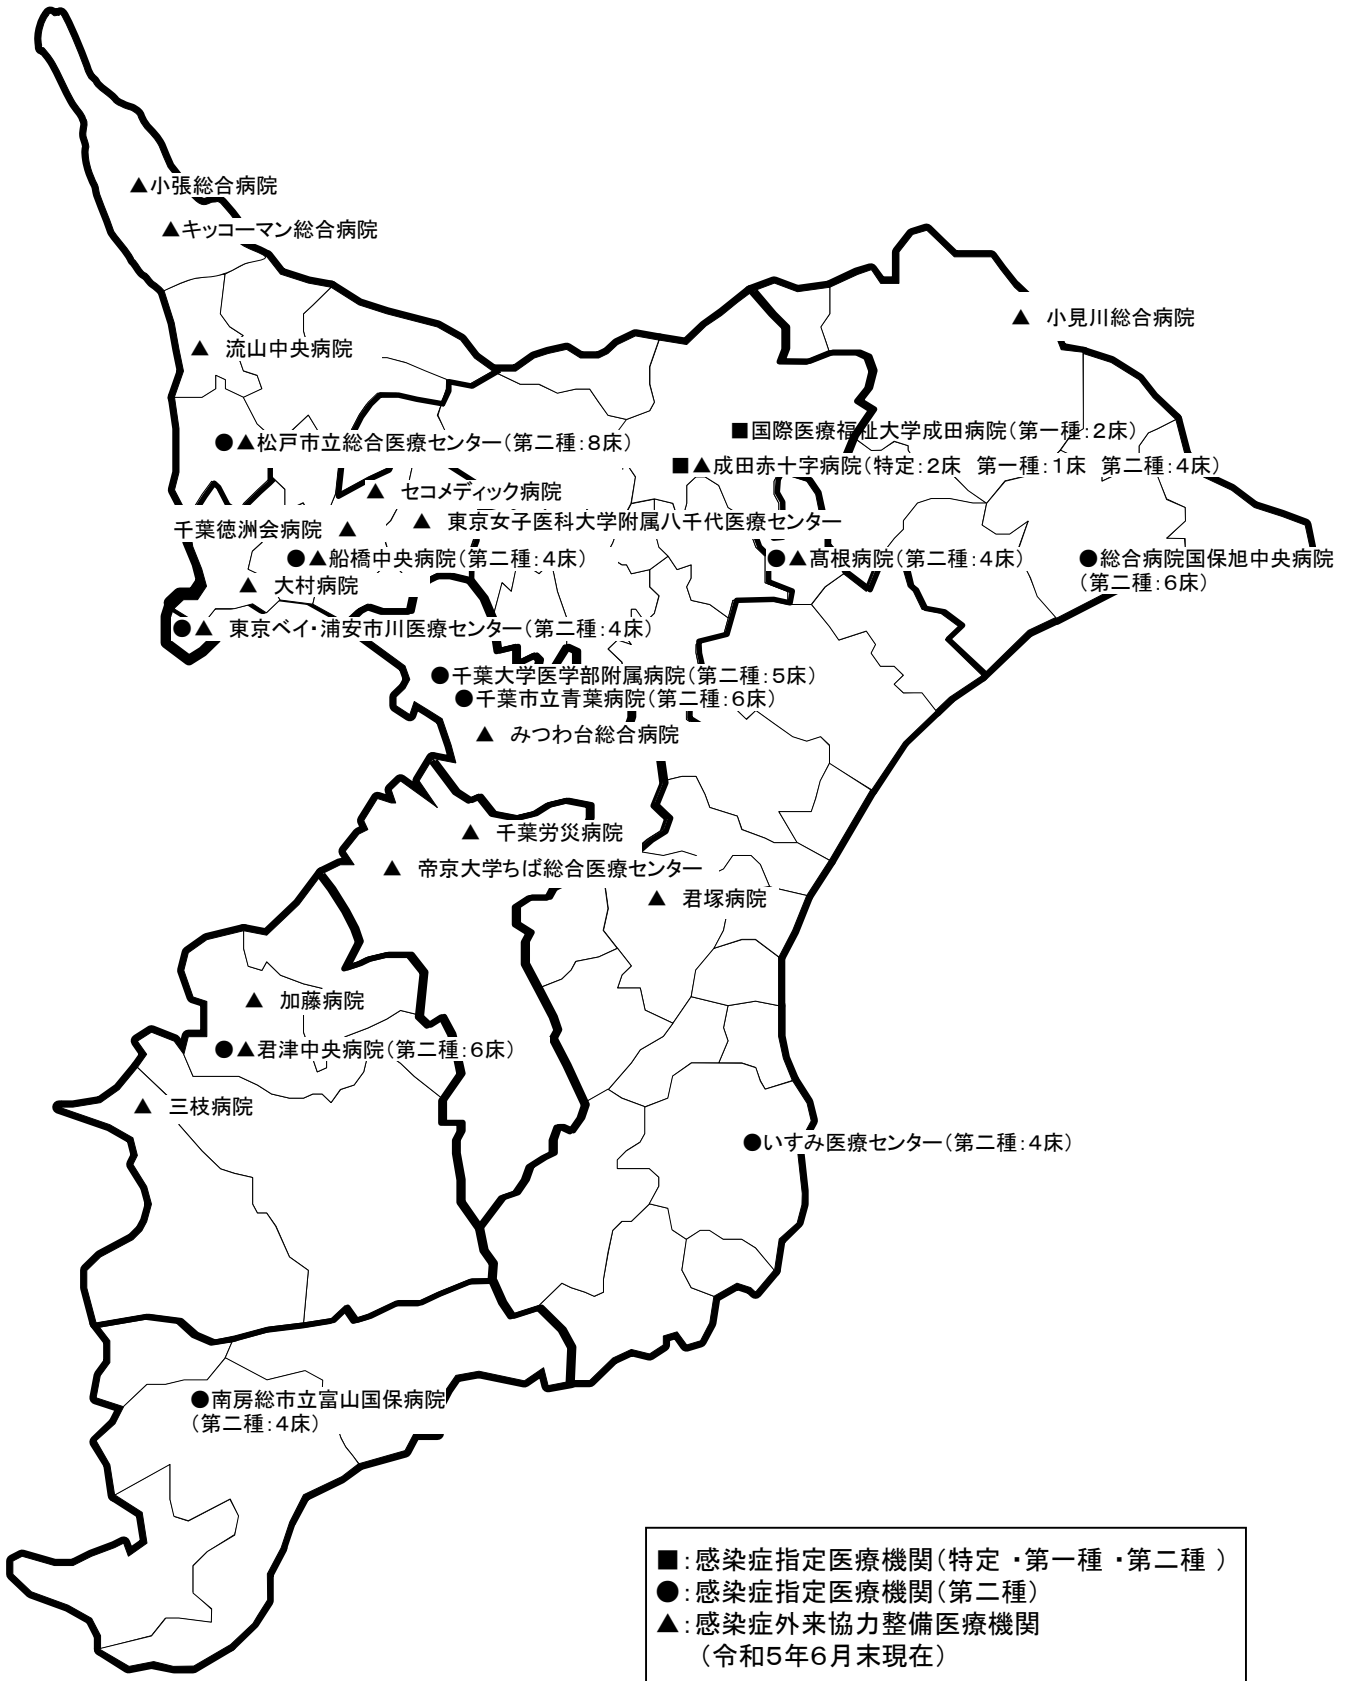 ▲小張総合病院
▲キッコーマン総合病院
▲ 小見川総合病院
▲ 流山中央病院
■国際医療福祉大学成田病院(第一種:2床)
●▲松戸市立総合医療センター(第二種:8床)
■▲成田赤十字病院(特定:2床 第一種:1床 第二種:4床)
▲ セコメディック病院
▲ 東京女子医科大学附属八千代医療センター
千葉徳洲会病院 ▲
●▲船橋中央病院(第二種:4床)
●▲髙根病院(第二種:4床)
●総合病院国保旭中央病院
(第二種:6床)
▲ 大村病院
●▲ 東京ベイ・浦安市川医療センター(第二種:4床)
●千葉大学医学部附属病院(第二種:5床)
●千葉市立青葉病院(第二種:6床)
▲ みつわ台総合病院
▲ 千葉労災病院
▲ 帝京大学ちば総合医療センター
▲ 君塚病院
▲ 加藤病院
●▲君津中央病院(第二種:6床)
▲ 三枝病院
●いすみ医療センター(第二種:4床)
●南房総市立富山国保病院
(第二種:4床)
■:感染症指定医療機関(特定 ・第一種 ・第二種 )
●:感染症指定医療機関(第二種)
▲:感染症外来協力整備医療機関
(令和5年6月末現在)